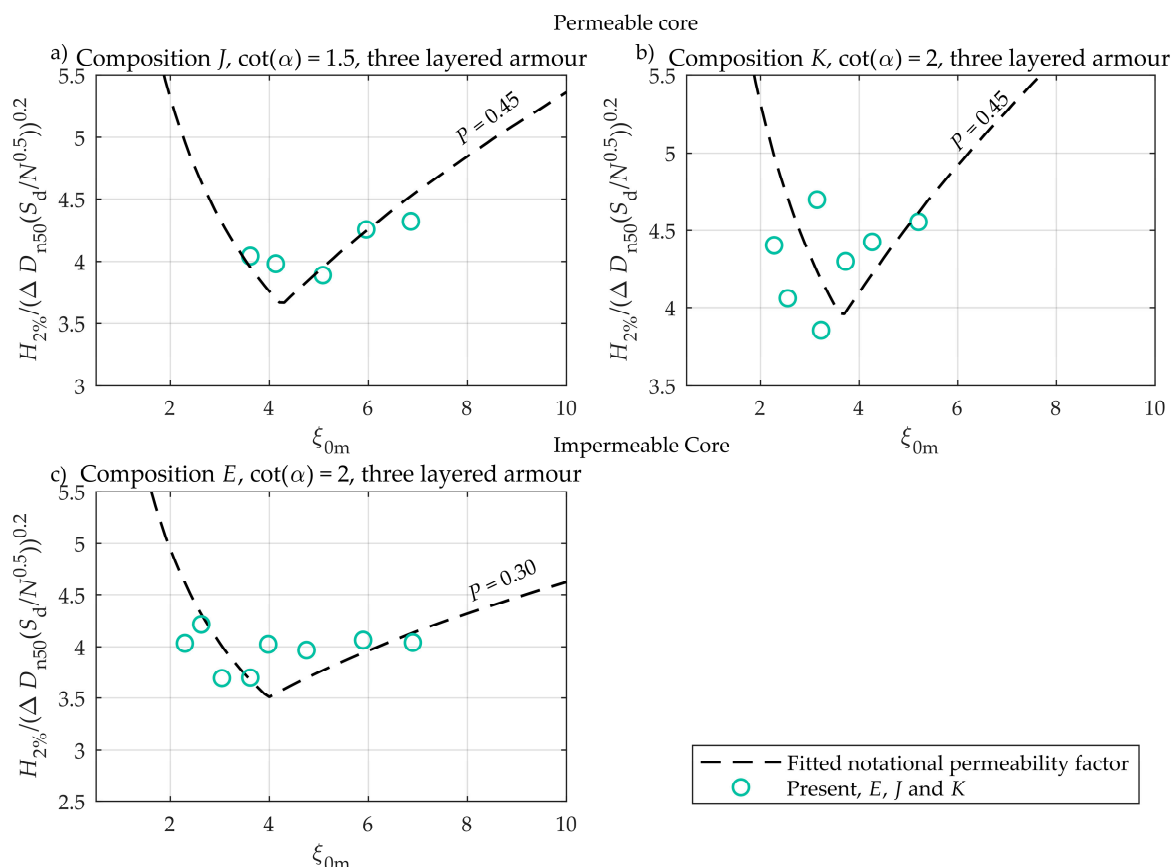 Permeable core
a) Composition J, cot(α) = 1.5, three layered armour
5.5
5
4.5
4
3.5
3
H2%/(Δ Dn50(Sd/N^0.5))^0.2
P = 0.45
2 4 6 8 10
ξ0m
b) Composition K, cot(α) = 2, three layered armour
5.5
5
4.5
4
3.5
H2%/(Δ Dn50(Sd/N^0.5))^0.2
P = 0.45
2 4 6 8 10
ξ0m
Impermeable Core
c) Composition E, cot(α) = 2, three layered armour
5.5
5
4.5
4
3.5
3
2.5
H2%/(Δ Dn50(Sd/N^0.5))^0.2
P = 0.30
2 4 6 8 10
ξ0m
Fitted notational permeability factor
Present, E, J and K